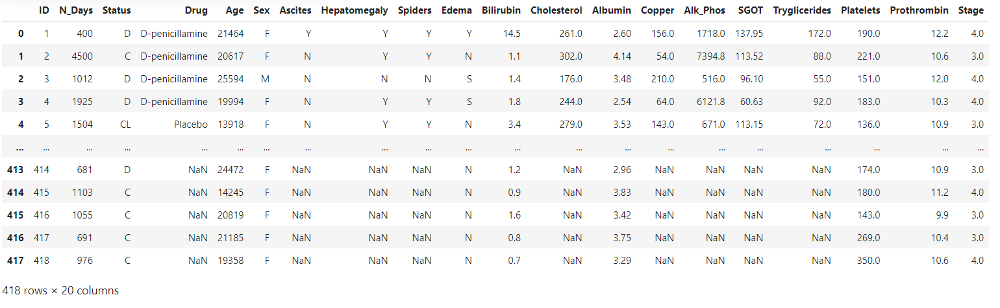 ID N_Days Status Drug Age Sex Ascites Hepatomegaly Spiders Edema Bilirubin Cholesterol Albumin Copper Alk_Phos SGOT Tryglicerides Platelets Prothrombin Stage
0 1 400 D D-penicillamine 21464 F Y Y Y Y 14.5 261.0 2.60 156.0 1718.0 137.95 172.0 190.0 12.2 4.0
1 2 4500 C D-penicillamine 20617 F N Y Y N 1.1 302.0 4.14 54.0 7394.8 113.52 88.0 221.0 10.6 3.0
2 3 1012 D D-penicillamine 25594 M N N N S 1.4 176.0 3.48 210.0 516.0 96.10 55.0 151.0 12.0 4.0
3 4 1925 D D-penicillamine 19994 F N Y Y S 1.8 244.0 2.54 64.0 6121.8 60.63 92.0 183.0 10.3 4.0
4 5 1504 CL Placebo 13918 F N Y Y N 3.4 279.0 3.53 143.0 671.0 113.15 72.0 136.0 10.9 3.0
... ... ... ... ... ... ... ... ... ... ... ... ... ... ... ... ... ... ... ... ...
413 414 681 D NaN 24472 F NaN NaN NaN N 1.2 NaN 2.96 NaN NaN NaN NaN 174.0 10.9 3.0
414 415 1103 C NaN 14245 F NaN NaN NaN N 0.9 NaN 3.83 NaN NaN NaN NaN 180.0 11.2 4.0
415 416 1055 C NaN 20819 F NaN NaN NaN N 1.6 NaN 3.42 NaN NaN NaN NaN 143.0 9.9 3.0
416 417 691 C NaN 21185 F NaN NaN NaN N 0.8 NaN 3.75 NaN NaN NaN NaN 269.0 10.4 3.0
417 418 976 C NaN 19358 F NaN NaN NaN N 0.7 NaN 3.29 NaN NaN NaN NaN 350.0 10.6 4.0
418 rows × 20 columns